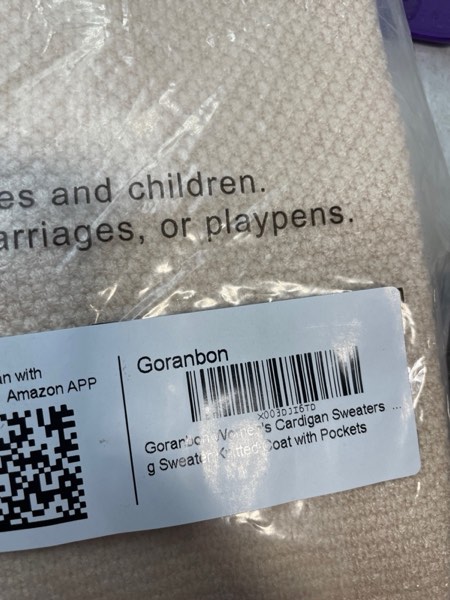 es and children.
arriages, or playpens.
an with
Amazon APP
Goranbon
X003DJI6TD
Goranbon Women's Cardigan Sweaters ...
g Sweater Knitted Coat with Pockets